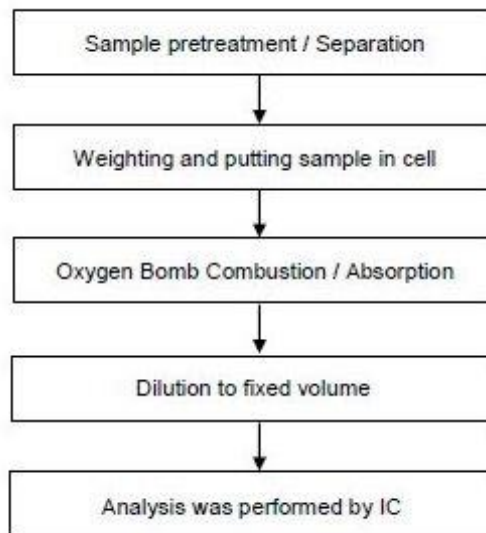 Sample pretreatment / Separation
Weighting and putting sample in cell
Oxygen Bomb Combustion / Absorption
Dilution to fixed volume
Analysis was performed by IC